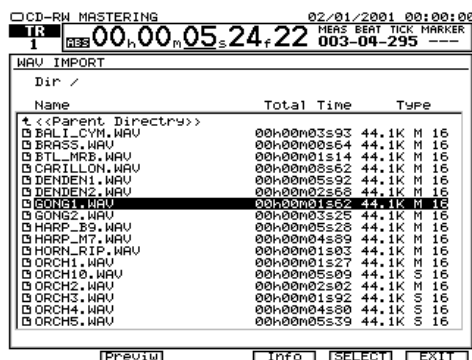 CD-RW MASTERING 02/01/2001 00:00:00
TR 1 ABS 00h00m05s24f22 MEAS BEAT TICK MARKER 003-04-295 ---
WAV IMPORT
Dir /
Name Total Time Type
<<Parent Directry>>
BALI_CYM.WAV 00h00m03s93 44.1K M 16
BRASS.WAV 00h00m00s64 44.1K M 16
BTL_MRB.WAV 00h00m01s14 44.1K M 16
CARILLON.WAV 00h00m08s62 44.1K M 16
DENDEN1.WAV 00h00m05s92 44.1K M 16
DENDEN2.WAV 00h00m02s68 44.1K M 16
GONG1.WAV 00h00m01s62 44.1K M 16
GONG2.WAV 00h00m03s25 44.1K M 16
HARP_B9.WAV 00h00m05s28 44.1K M 16
HARP_M7.WAV 00h00m04s89 44.1K M 16
HORN_RIP.WAV 00h00m01s03 44.1K M 16
ORCH1.WAV 00h00m01s27 44.1K M 16
ORCH10.WAV 00h00m05s09 44.1K S 16
ORCH2.WAV 00h00m02s02 44.1K M 16
ORCH3.WAV 00h00m01s92 44.1K S 16
ORCH4.WAV 00h00m04s80 44.1K S 16
ORCH5.WAV 00h00m05s39 44.1K S 16
Previw Info SELECT EXIT